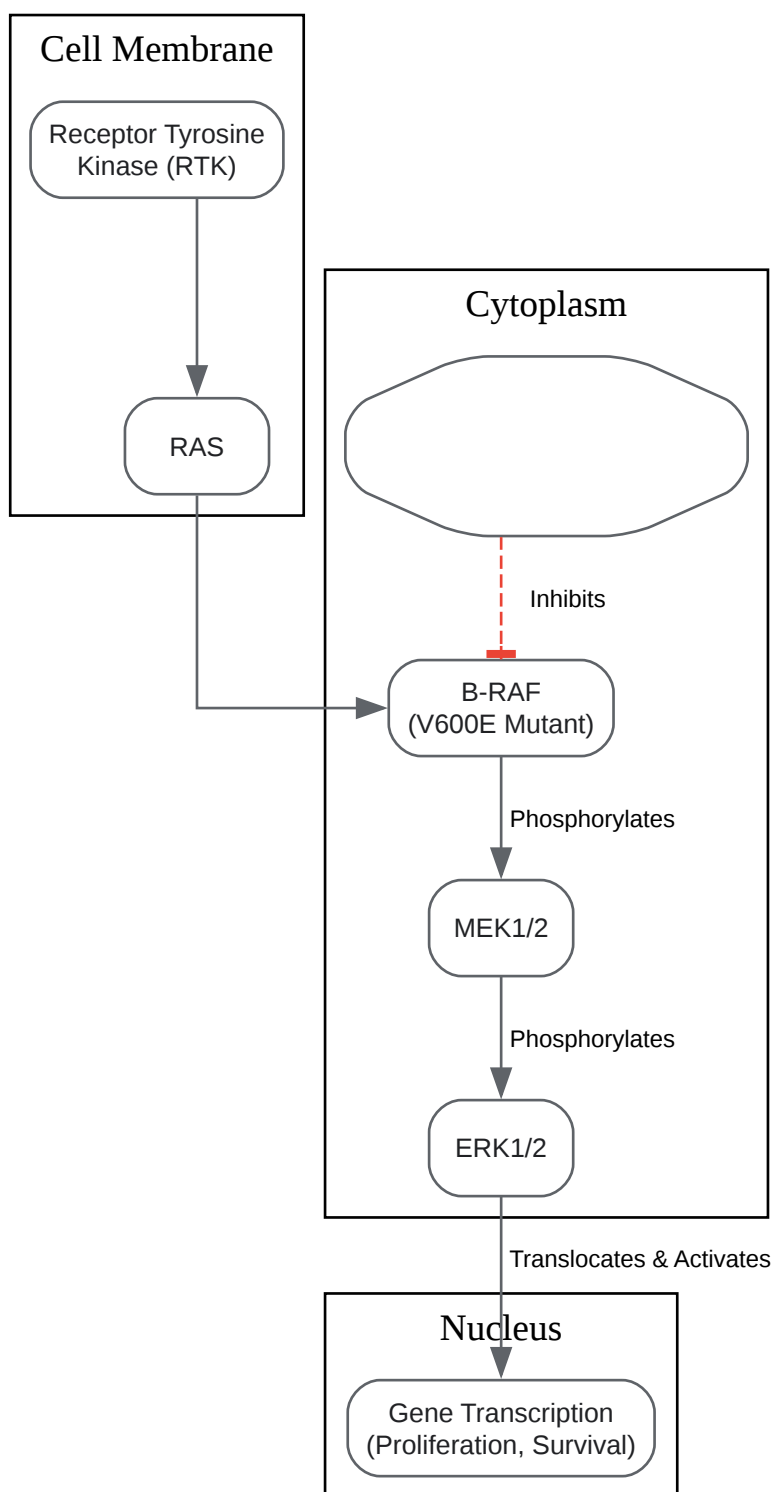 Cell Membrane
Receptor Tyrosine
Kinase (RTK)
RAS
Cytoplasm
Inhibits
B-RAF
(V600E Mutant)
Phosphorylates
MEK1/2
Phosphorylates
ERK1/2
Translocates & Activates
Nucleus
Gene Transcription
(Proliferation, Survival)